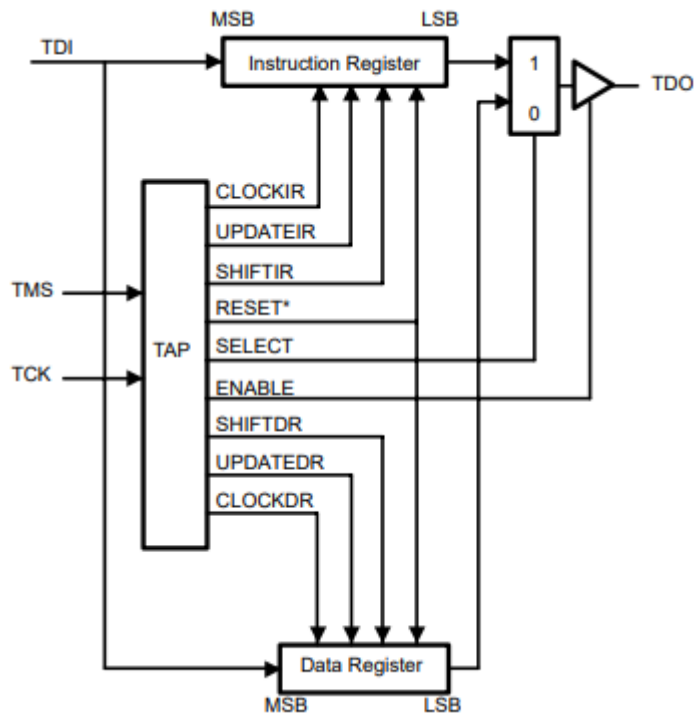 MSB LSB
TDI Instruction Register 1 TDO
0
CLOCKIR
UPDATEIR
SHIFTIR
TMS RESET*
TAP SELECT
TCK ENABLE
SHIFTDR
UPDATEDR
CLOCKDR
Data Register
MSB LSB